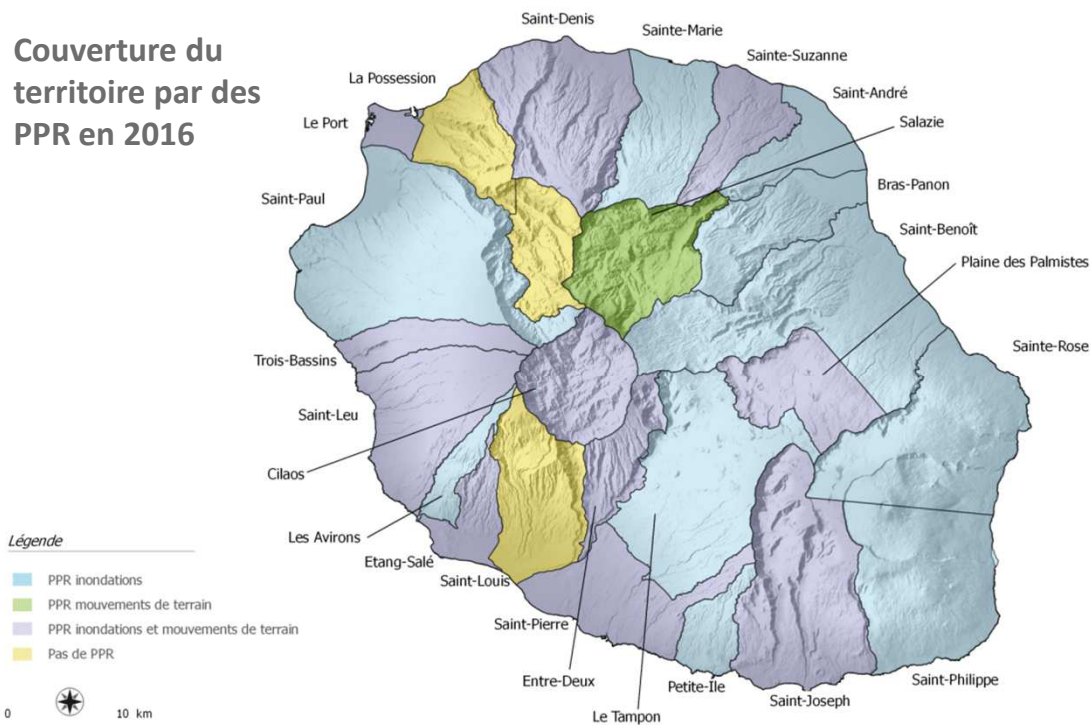 Couverture du
territoire par des
PPR en 2016
Saint-Denis
Sainte-Marie
Sainte-Suzanne
La Possession
Saint-André
Le Port
Salazie
Saint-Paul
Bras-Panon
Saint-Benoît
Plaine des Palmistes
Trois-Bassins
Sainte-Rose
Saint-Leu
Cilaos
Les Avirons
Etang-Salé
Saint-Louis
Saint-Pierre
Entre-Deux
Petite-Ile
Saint-Philippe
Saint-Joseph
Le Tampon
Légende
PPR inondations
PPR mouvements de terrain
PPR inondations et mouvements de terrain
Pas de PPR
0 10 km